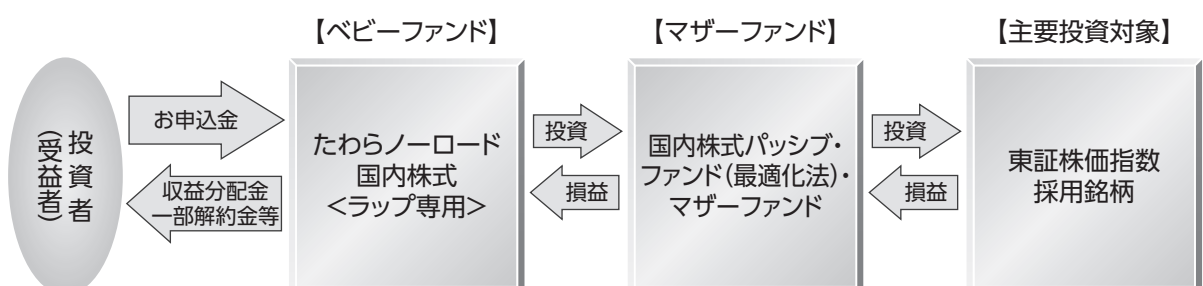 【ベビーファンド】
【マザーファンド】
【主要投資対象】
投資者
(受益者)
お申込金
収益分配金
一部解約金等
たわらノーロード
国内株式
<ラップ専用>
投資
損益
国内株式パッシブ・
ファンド(最適化法)・
マザーファンド
投資
損益
東証株価指数
採用銘柄